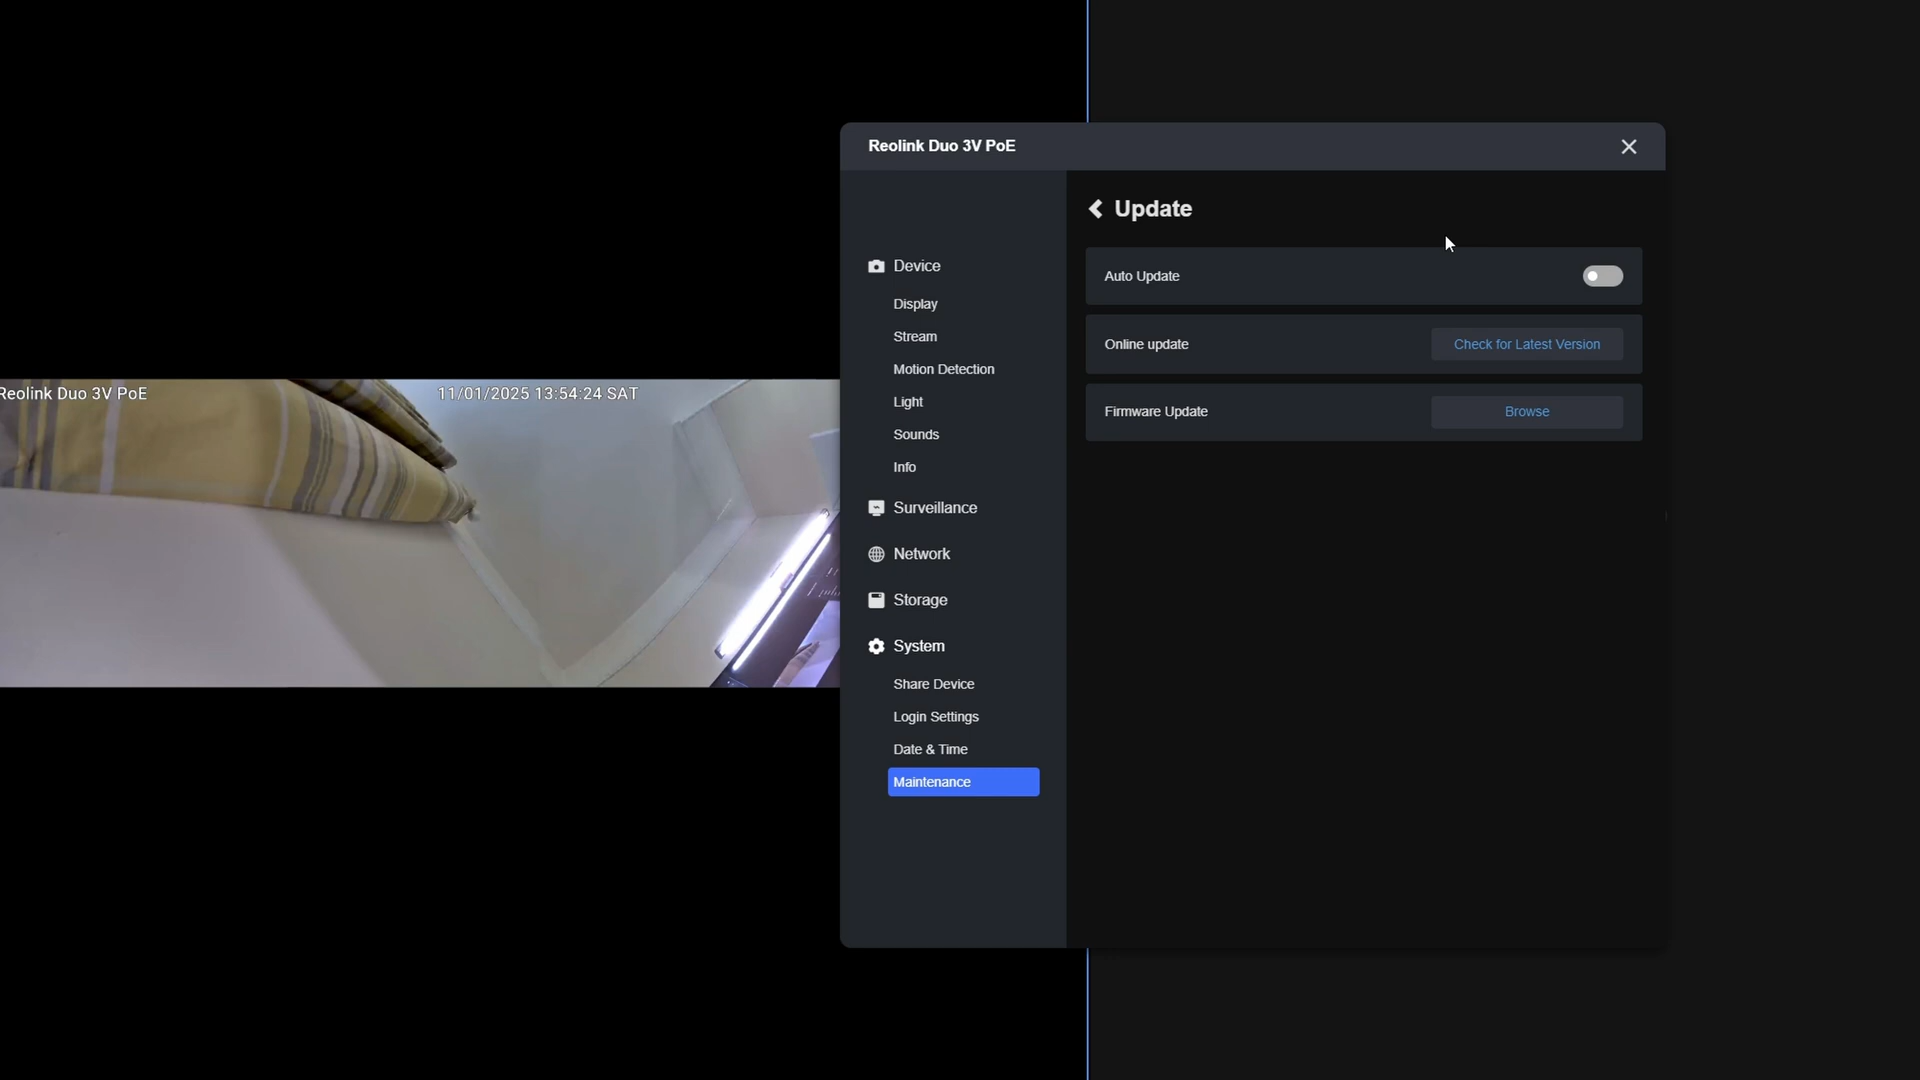 Reolink Duo 3V PoE
Update
Device
Auto Update
Display
Stream
Online update
Check for Latest Version
Motion Detection
Reolink Duo 3V PoE
11/01/2025 13:54:24 SAT
Light
Firmware Update
Browse
Sounds
Info
Surveillance
Network
Storage
System
Share Device
Login Settings
Date & Time
Maintenance